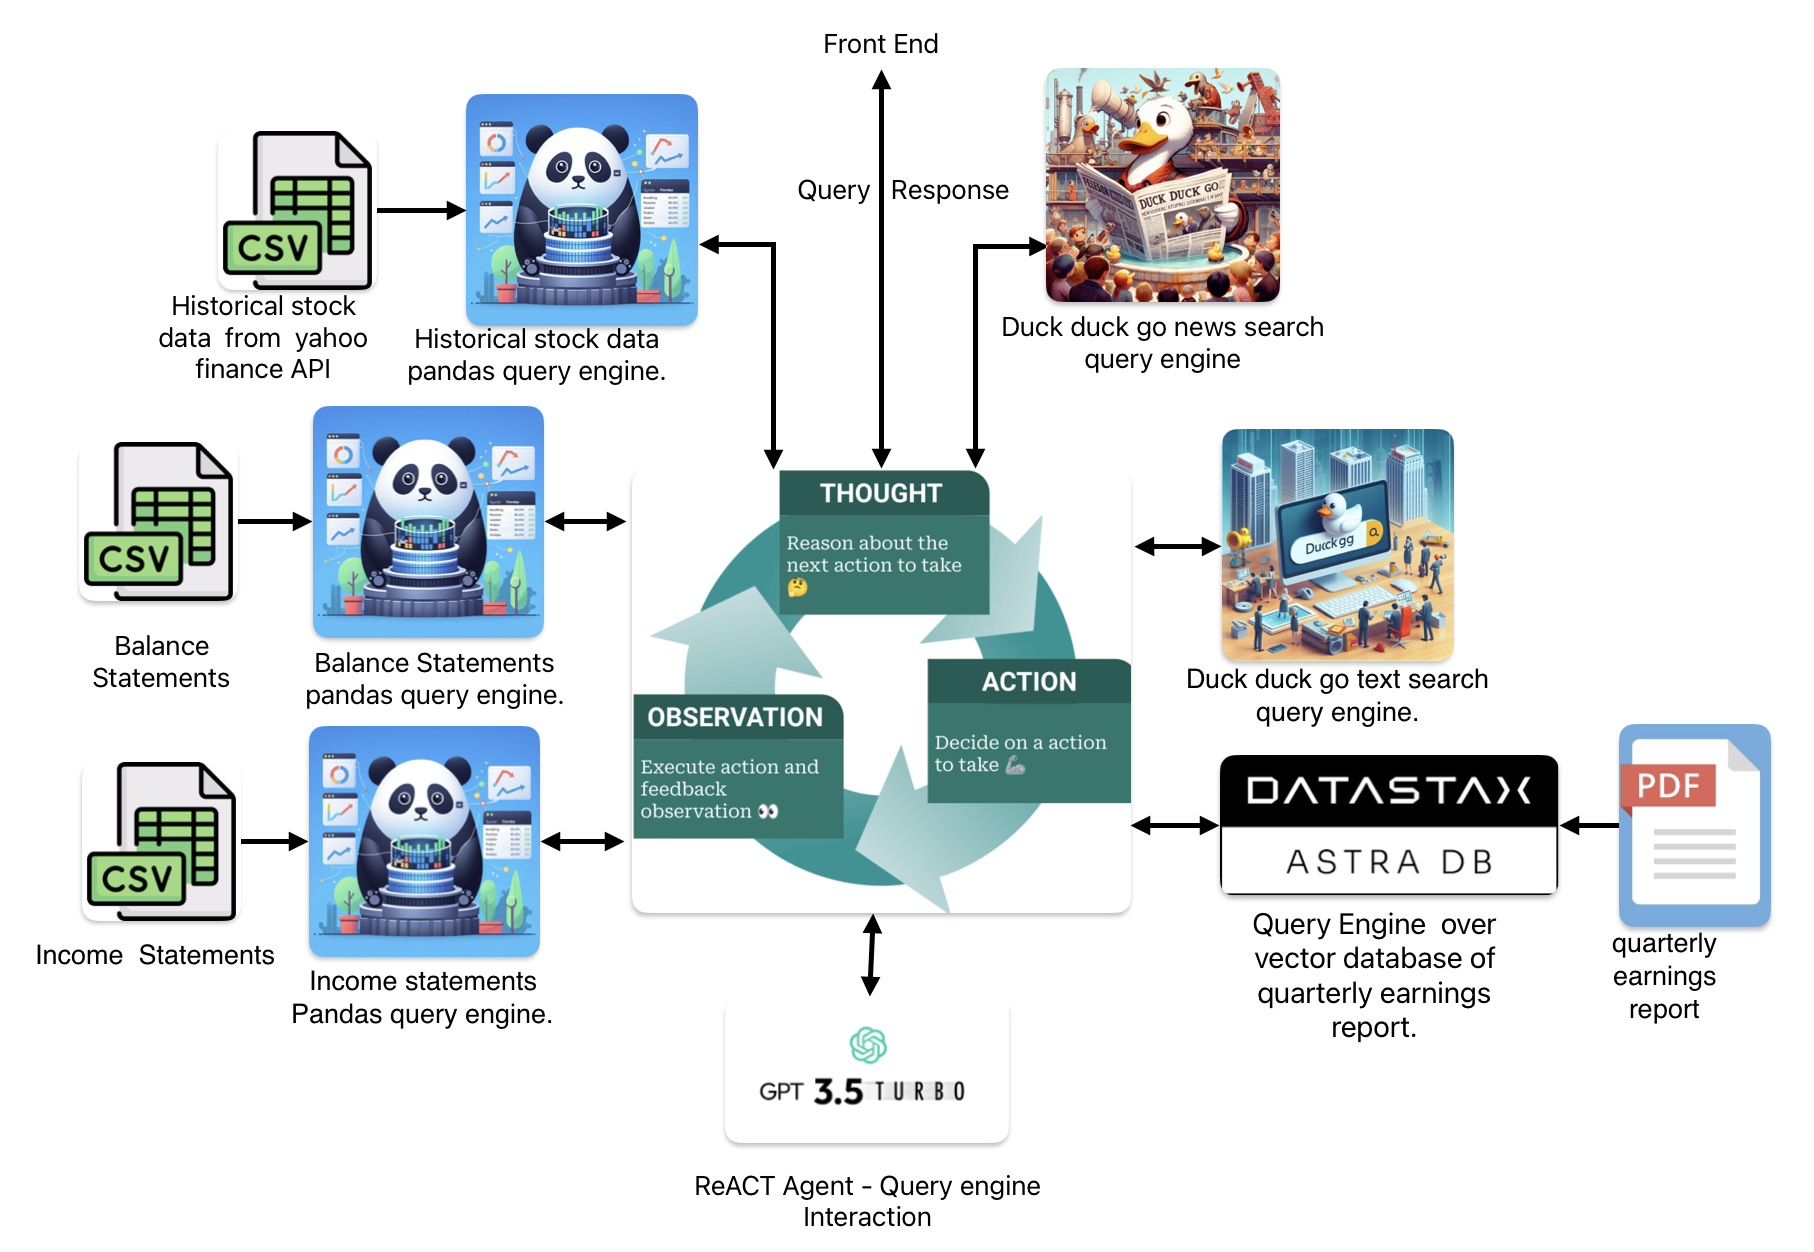 Front End
Query
Response
CSV
Historical stock
data from yahoo
finance API
Historical stock data
pandas query engine.
DUCK DUCK GO
Duck duck go news search
query engine
CSV
Balance
Statements
Balance Statements
pandas query engine.
THOUGHT
Reason about the
next action to take
🤔
ACTION
Decide on a action
to take 🦾
OBSERVATION
Execute action and
feedback
observation 👀
Duckgg
Duck duck go text search
query engine.
CSV
Income Statements
Income statements
Pandas query engine.
DATASTAX
ASTRA DB
Query Engine over
vector database of
quarterly earnings
report.
PDF
quarterly
earnings
report
GPT 3.5 TURBO
ReACT Agent - Query engine
Interaction